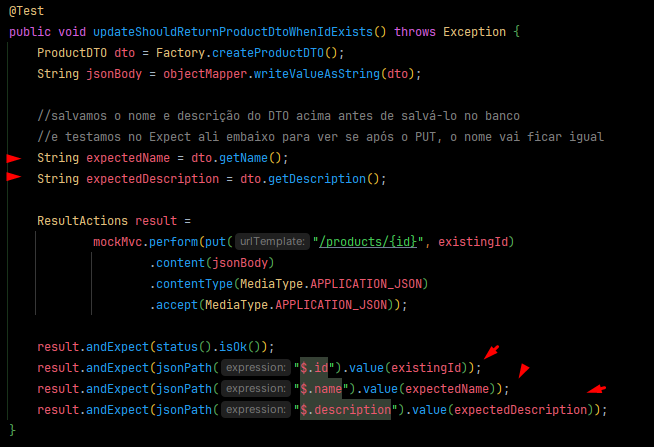 @Test
public void updateShouldReturnProductDtoWhenIdExists() throws Exception {
ProductDTO dto = Factory.createProductDTO();
String jsonBody = objectMapper.writeValueAsString(dto);
//salvamos o nome e descrição do DTO acima antes de salvá-lo no banco
//e testamos no Expect ali embaixo para ver se após o PUT, o nome vai ficar igual
String expectedName = dto.getName();
String expectedDescription = dto.getDescription();
ResultActions result =
mockMvc.perform(put( urlTemplate: "/products/{id}", existingId)
.content(jsonBody)
.contentType(MediaType.APPLICATION_JSON)
.accept(MediaType.APPLICATION_JSON));
result.andExpect(status().isOk());
result.andExpect(jsonPath( expression: "$.id").value(existingId));
result.andExpect(jsonPath( expression: "$.name").value(expectedName));
result.andExpect(jsonPath( expression: "$.description").value(expectedDescription));
}